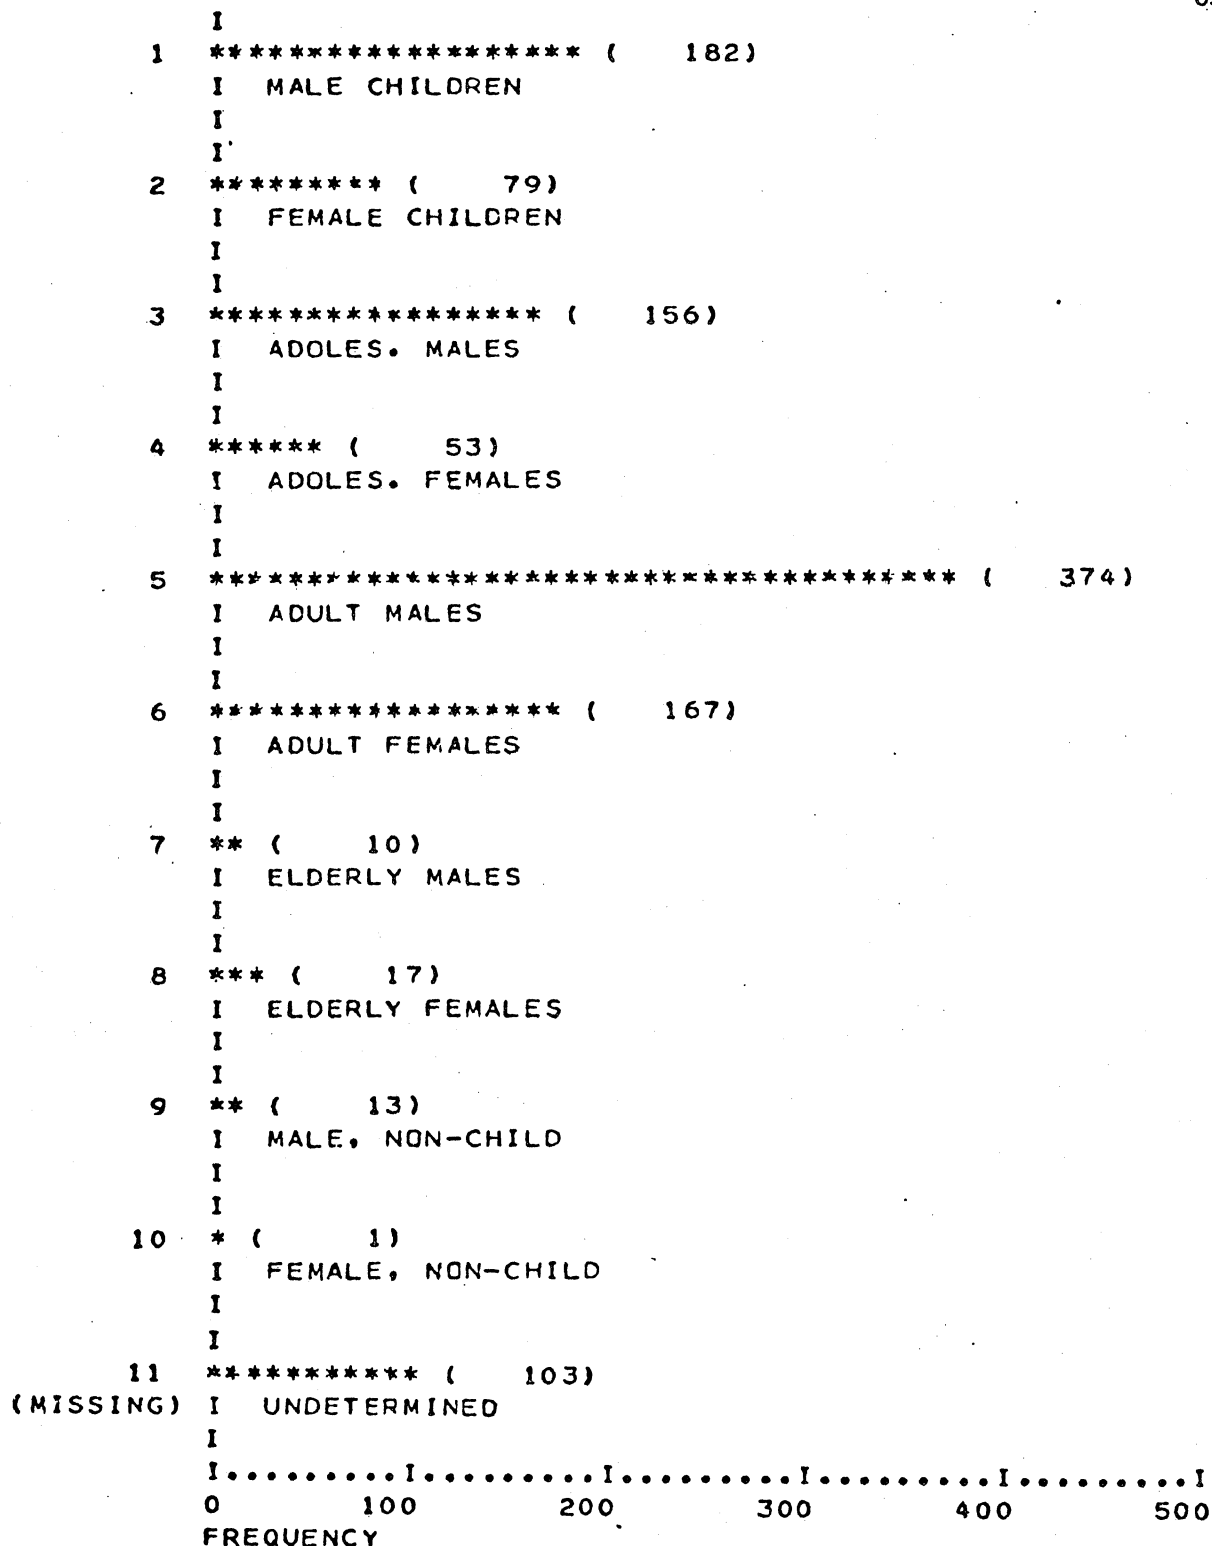 I
1 ******************* ( 182)
I MALE CHILDREN
I
I
2 ********* ( 79)
I FEMALE CHILDREN
I
I
3 ***************** ( 156)
I ADOLES. MALES
I
I
4 ****** ( 53)
I ADOLES. FEMALES
I
I
5 ************************************** ( 374)
I ADULT MALES
I
I
6 ****************** ( 167)
I ADULT FEMALES
I
I
7 ** ( 10)
I ELDERLY MALES
I
I
8 *** ( 17)
I ELDERLY FEMALES
I
I
9 ** ( 13)
I MALE, NON-CHILD
I
I
10 * ( 1)
I FEMALE, NON-CHILD
I
I
11 *********** ( 103)
(MISSING) I UNDETERMINED
I
I.........I.........I.........I.........I.........I
0 100 200 300 400 500
FREQUENCY